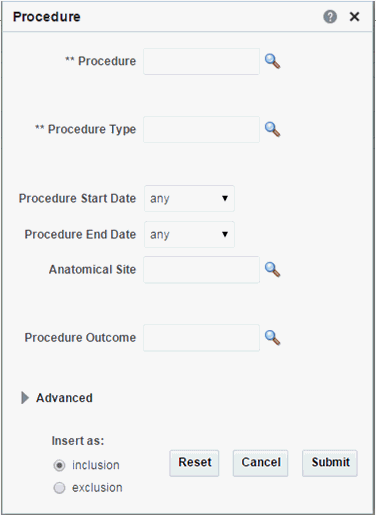 Procedure
** Procedure
** Procedure Type
Procedure Start Date any
Procedure End Date any
Anatomical Site
Procedure Outcome
Advanced
Insert as:
inclusion
exclusion
Reset Cancel Submit